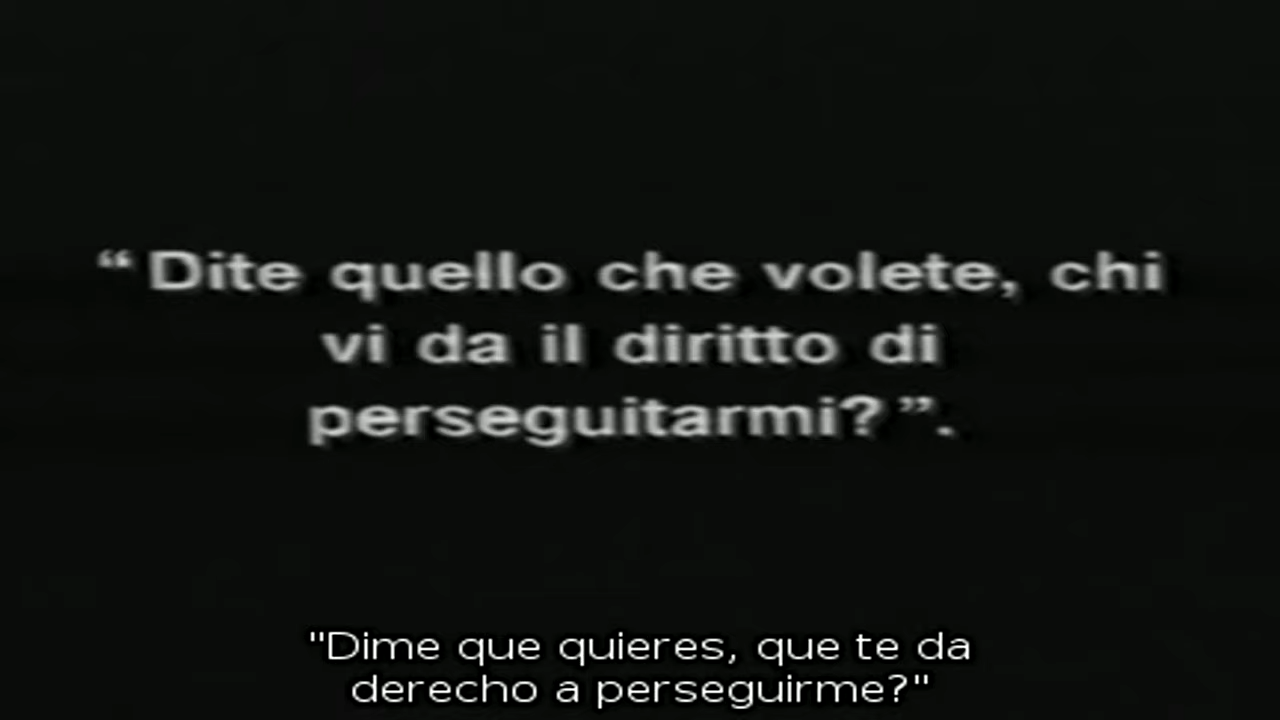 “Dite quello che volete, chi
vi da il diritto di
perseguitarmi?”.
"Dime que quieres, que te da
derecho a perseguirme?"